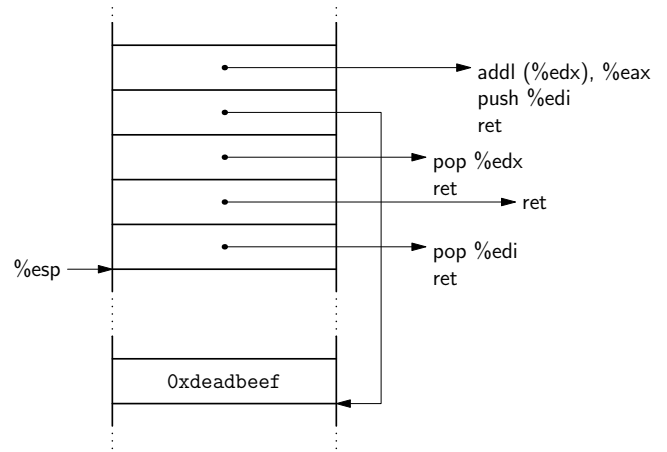 addl (%edx), %eax
push %edi
ret
pop %edx
ret
ret
pop %edi
ret
%esp
0xdeadbeef